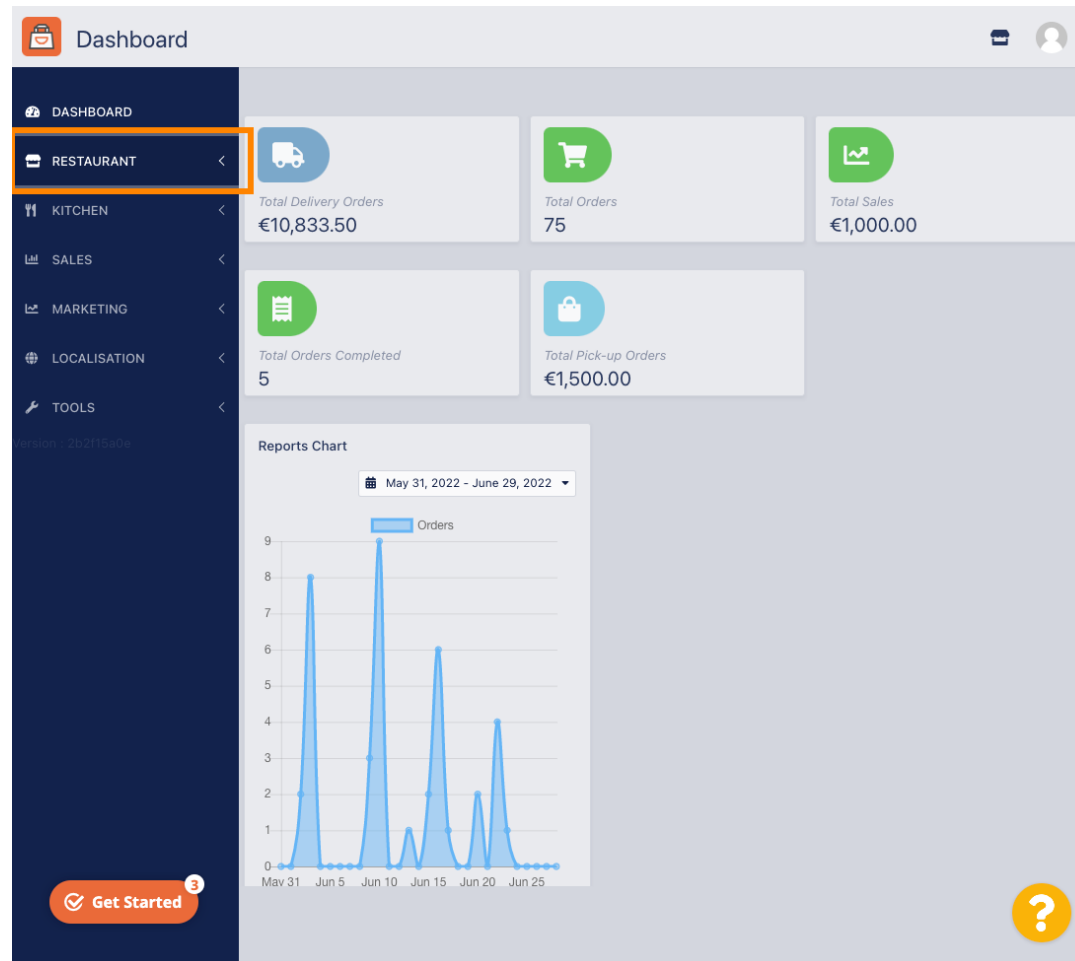 Dashboard
DASHBOARD
RESTAURANT
KITCHEN
SALES
MARKETING
LOCALISATION
TOOLS
Version : 2b2f15a0e
Total Delivery Orders
€10,833.50
Total Orders
75
Total Sales
€1,000.00
Total Orders Completed
5
Total Pick-up Orders
€1,500.00
Reports Chart
May 31, 2022 - June 29, 2022
Orders
9
8
7
6
5
4
3
2
1
0
May 31 Jun 5 Jun 10 Jun 15 Jun 20 Jun 25
Get Started
3
?